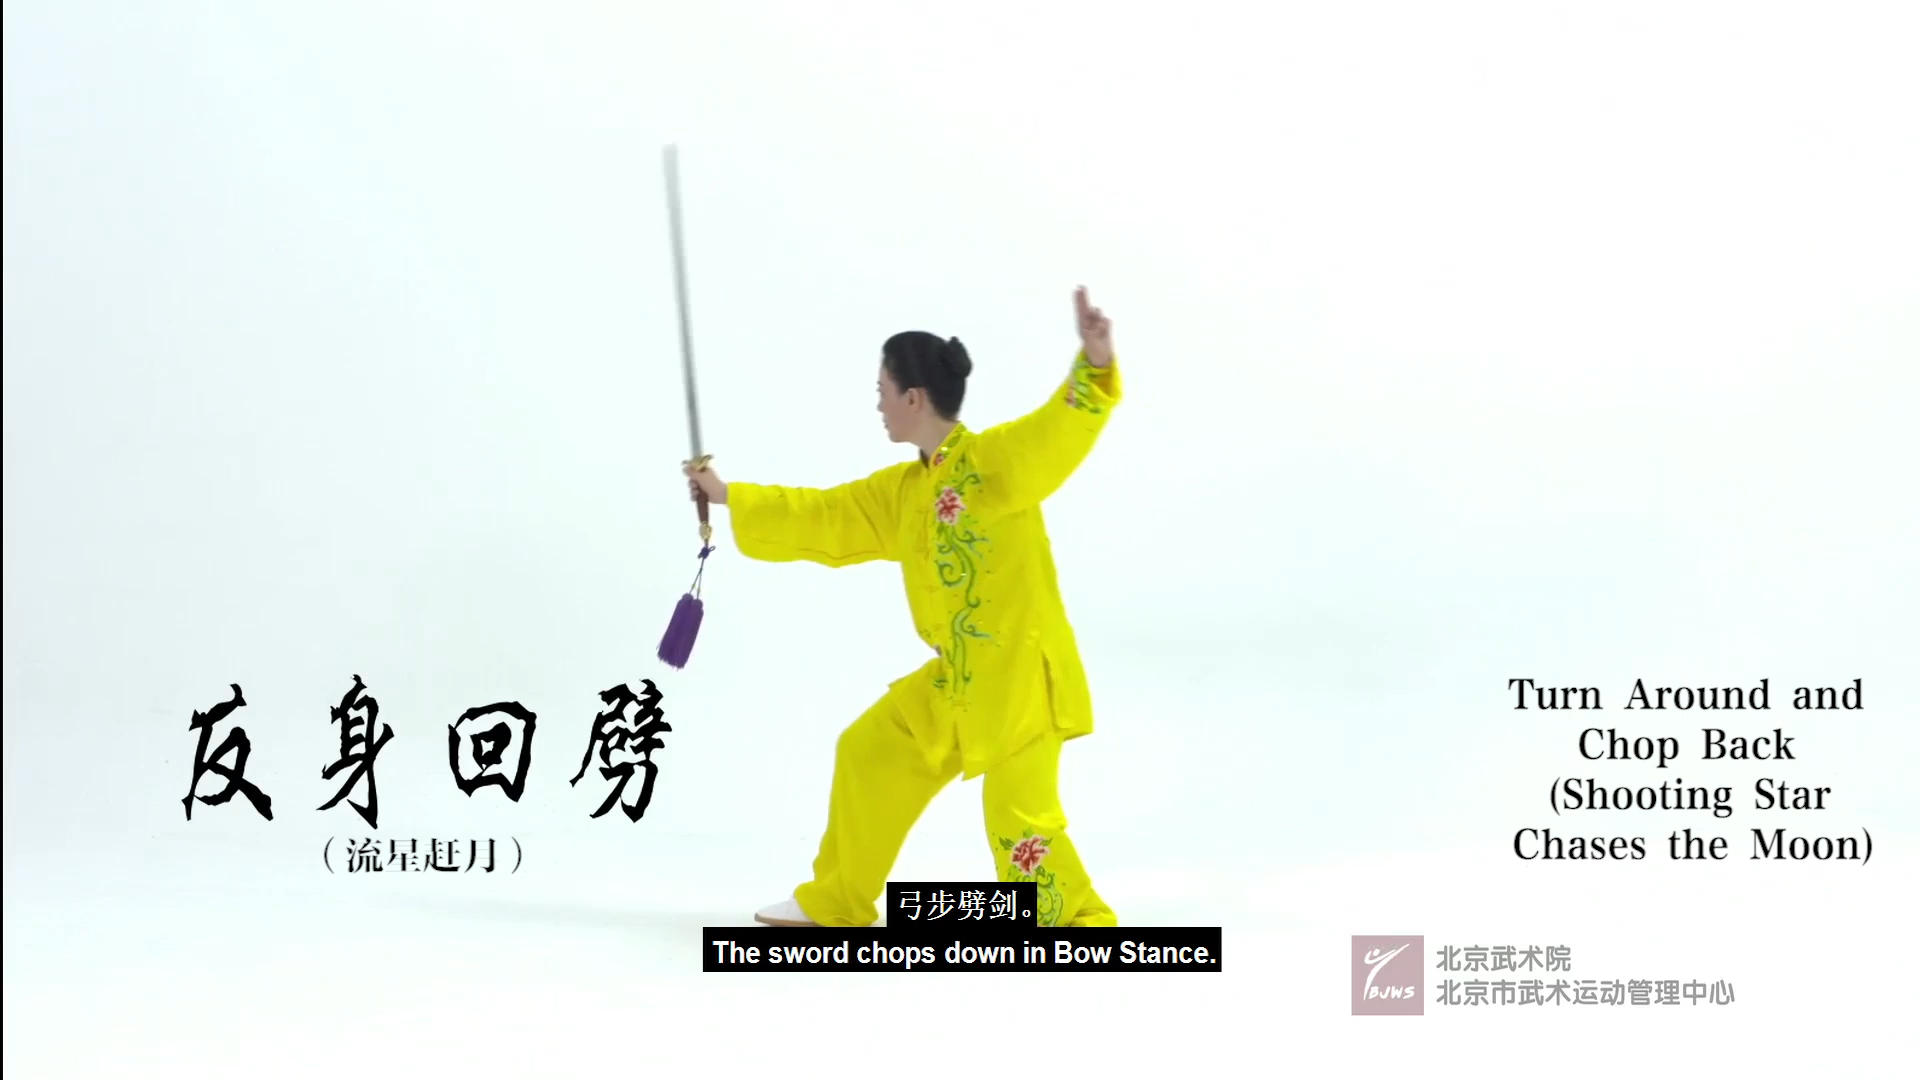 反身回劈
（流星赶月）
Turn Around and
Chop Back
(Shooting Star
Chases the Moon)
弓步劈剑。
The sword chops down in Bow Stance.
BJWS
北京武术院
北京市武术运动管理中心